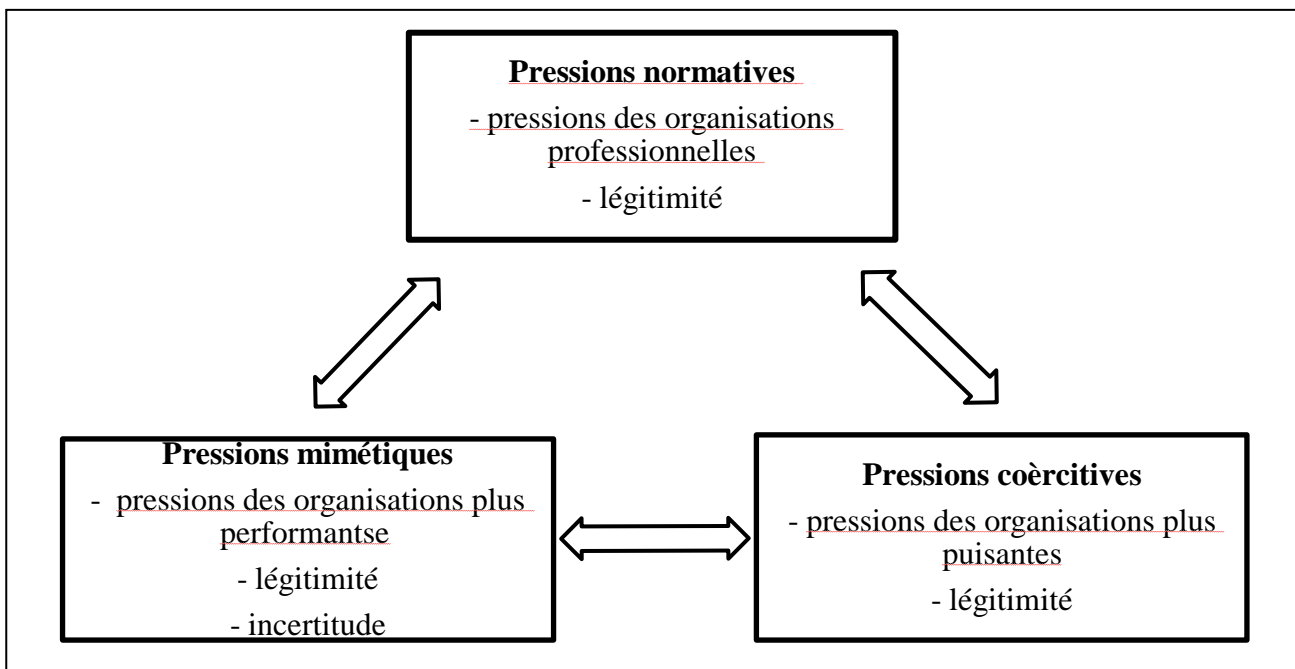 Pressions normatives
- pressions des organisations
professionnelles
- légitimité
Pressions mimétiques
- pressions des organisations plus
performantse
- légitimité
- incertitude
Pressions coèrcitives
- pressions des organisations plus
puisantes
- légitimité